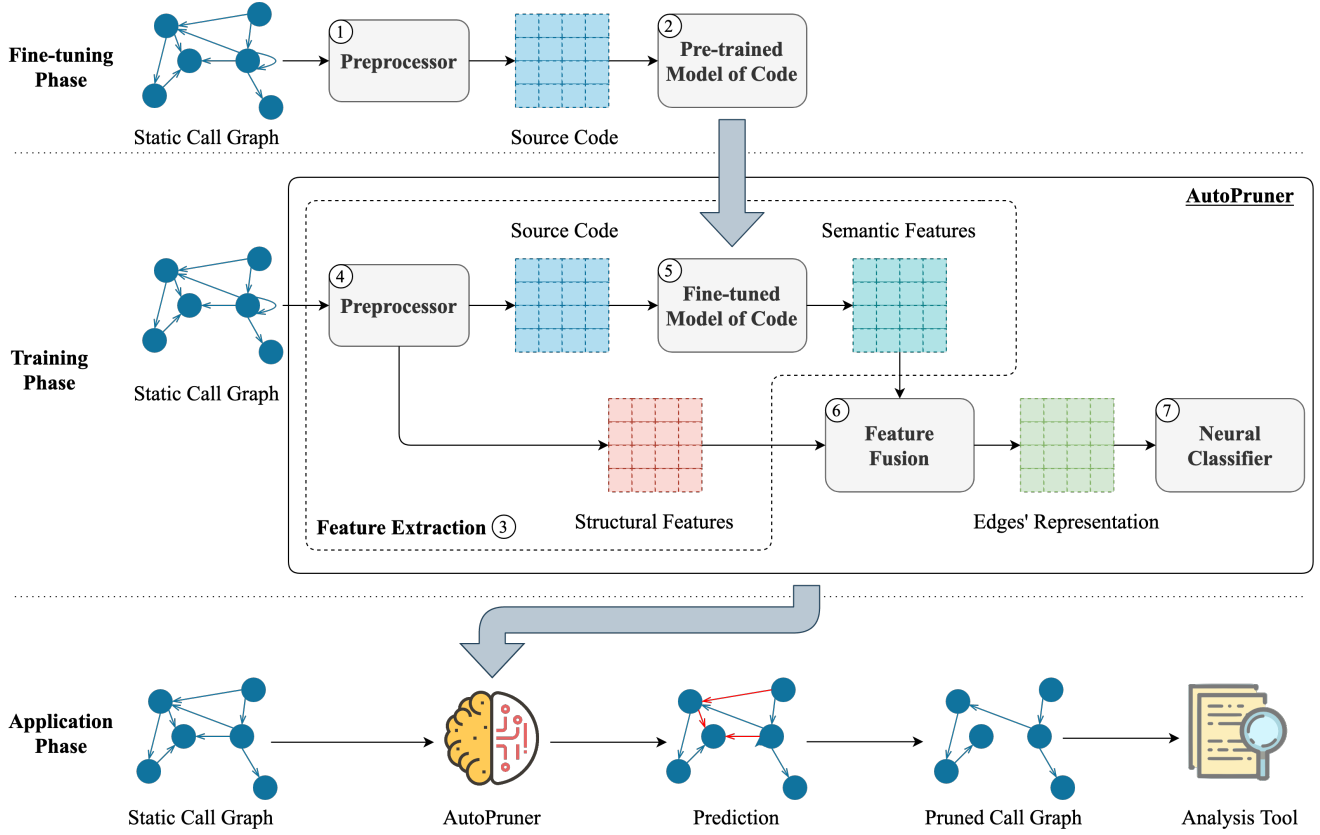 Fine-tuning
Phase
1
Preprocessor
2
Pre-trained
Model of Code
Static Call Graph
Source Code
AutoPruner
Source Code
Semantic Features
4
Preprocessor
5
Fine-tuned
Model of Code
Training
Phase
Static Call Graph
6
Feature
Fusion
7
Neural
Classifier
Feature Extraction 3
Structural Features
Edges' Representation
Application
Phase
Static Call Graph
AutoPruner
Prediction
Pruned Call Graph
Analysis Tool